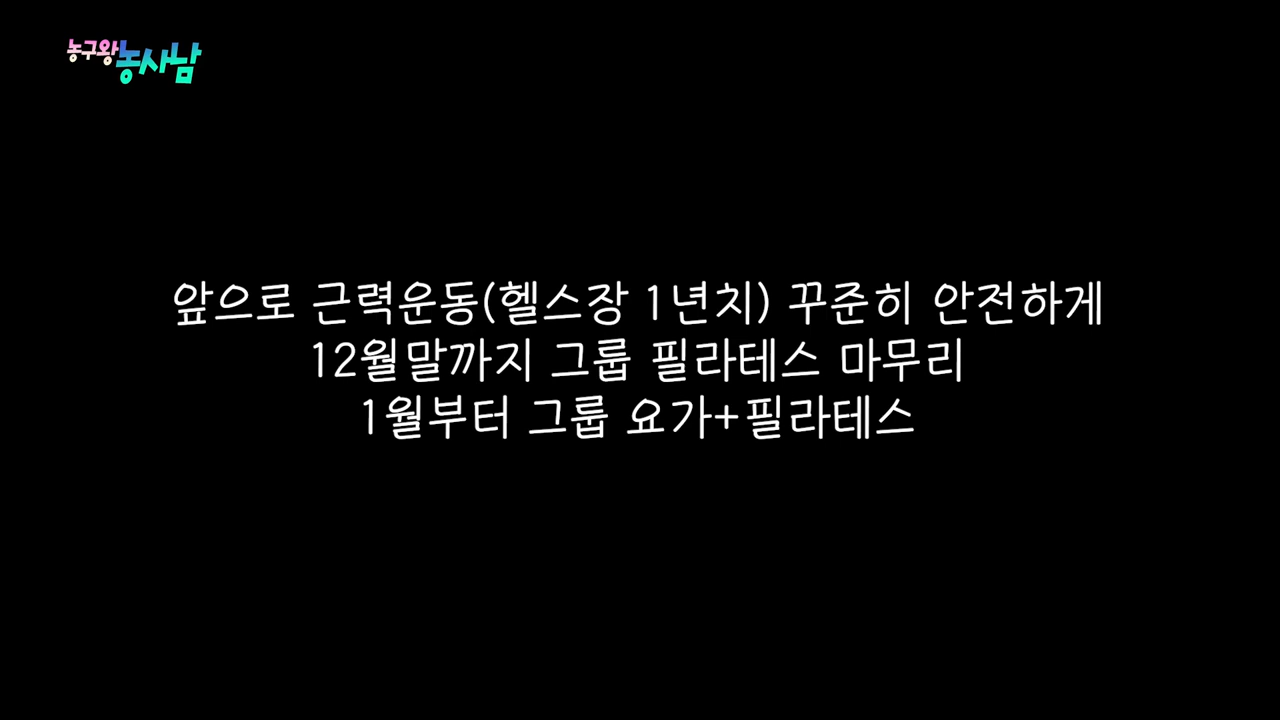 농구왕 농사남
앞으로 근력운동(헬스장 1년치) 꾸준히 안전하게
12월말까지 그룹 필라테스 마무리
1월부터 그룹 요가+필라테스